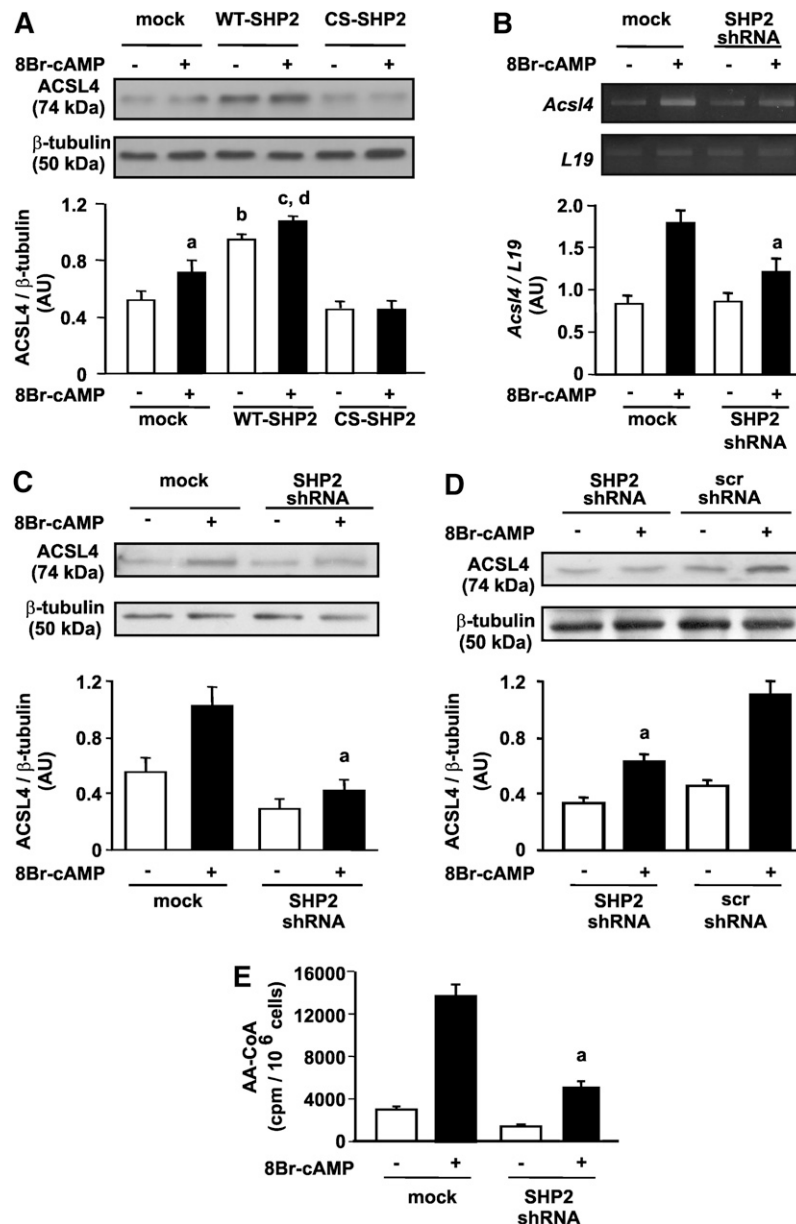 A
mock WT-SHP2 CS-SHP2
8Br-cAMP - + - + - +
ACSL4
(74 kDa)
β-tubulin
(50 kDa)
ACSL4 / β-tubulin
(AU)
1.2
0.8
0.4
0
a
b
c, d
8Br-cAMP - + - + - +
mock WT-SHP2 CS-SHP2
B
mock SHP2
shRNA
8Br-cAMP - + - +
Acsl4
L19
Acsl4 / L19
(AU)
2.0
1.5
1.0
0.5
0
a
8Br-cAMP - + - +
mock SHP2
shRNA
C
mock SHP2
shRNA
8Br-cAMP - + - +
ACSL4
(74 kDa)
β-tubulin
(50 kDa)
ACSL4 / β-tubulin
(AU)
1.2
0.8
0.4
0
a
8Br-cAMP - + - +
mock SHP2
shRNA
D
SHP2 scr
shRNA shRNA
8Br-cAMP - + - +
ACSL4
(74 kDa)
β-tubulin
(50 kDa)
ACSL4 / β-tubulin
(AU)
1.2
0.8
0.4
0
a
8Br-cAMP - + - +
SHP2 scr
shRNA shRNA
E
AA-CoA
(cpm / 10^6 cells)
16000
12000
8000
4000
0
a
8Br-cAMP - + - +
mock SHP2
shRNA